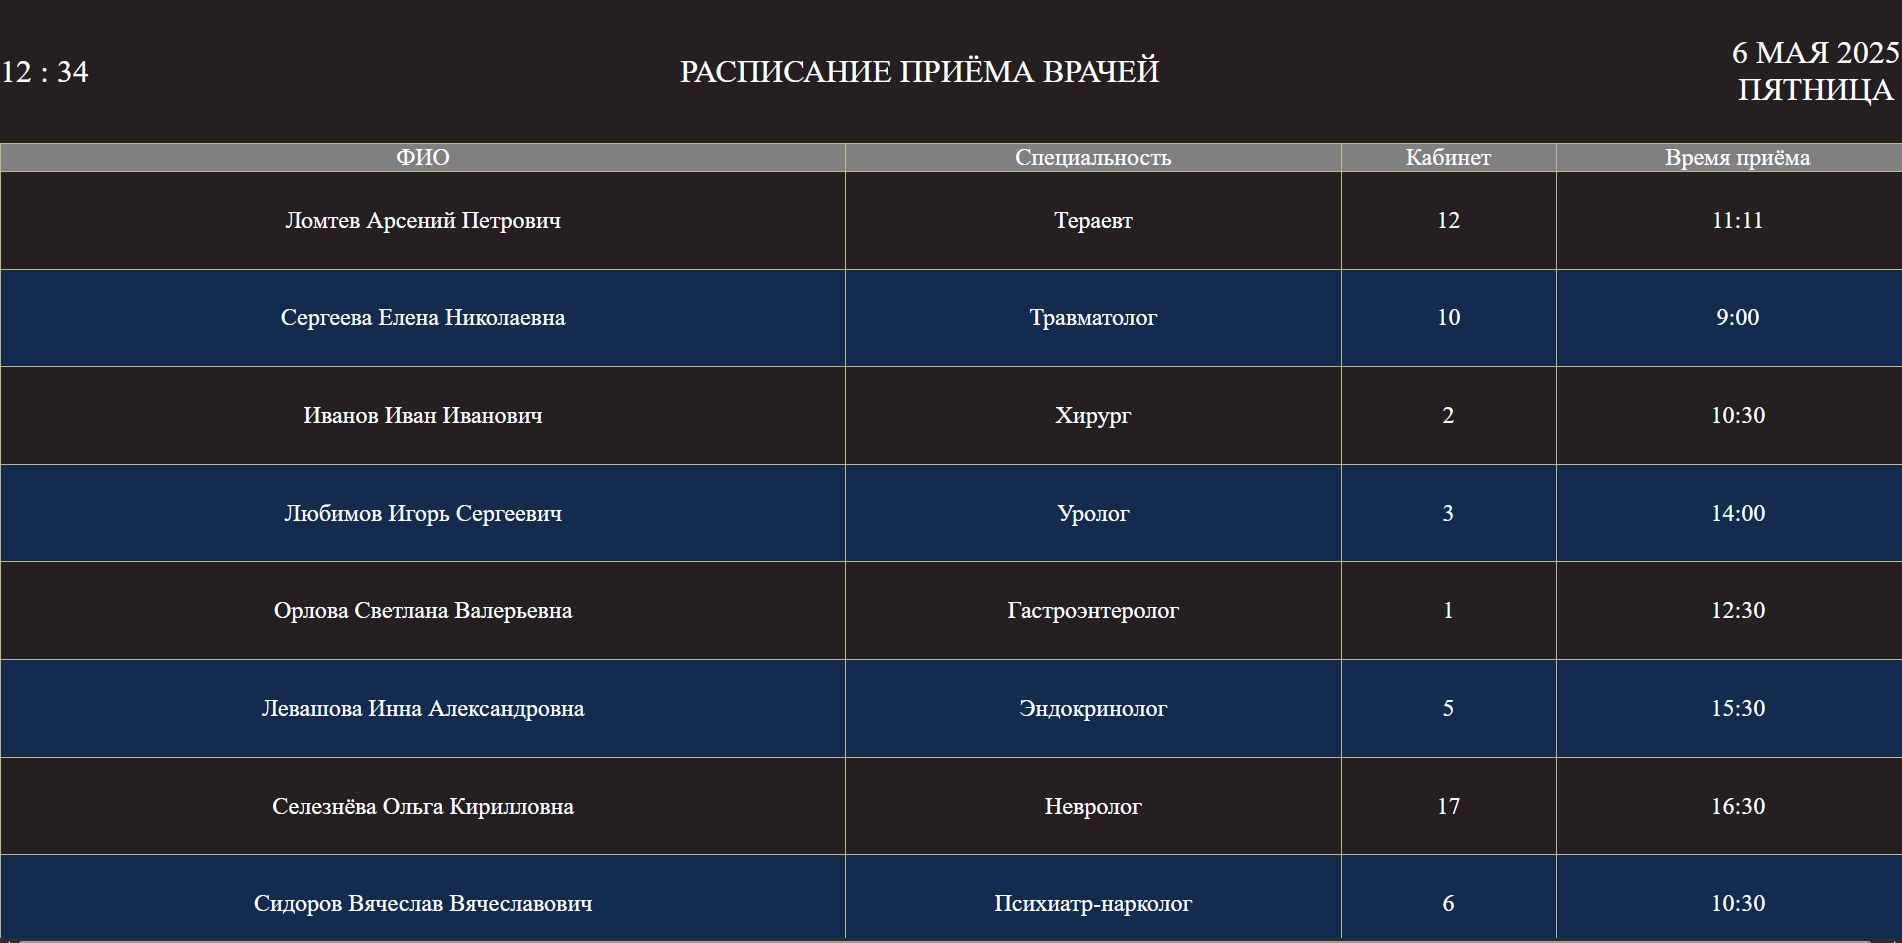 12 : 34
РАСПИСАНИЕ ПРИЁМА ВРАЧЕЙ
6 МАЯ 2025
ПЯТНИЦА
ФИО Специальность Кабинет Время приёма
Ломтев Арсений Петрович Тераевт 12 11:11
Сергеева Елена Николаевна Травматолог 10 9:00
Иванов Иван Иванович Хирург 2 10:30
Любимов Игорь Сергеевич Уролог 3 14:00
Орлова Светлана Валерьевна Гастроэнтеролог 1 12:30
Левашова Инна Александровна Эндокринолог 5 15:30
Селезнёва Ольга Кирилловна Невролог 17 16:30
Сидоров Вячеслав Вячеславович Психиатр-нарколог 6 10:30